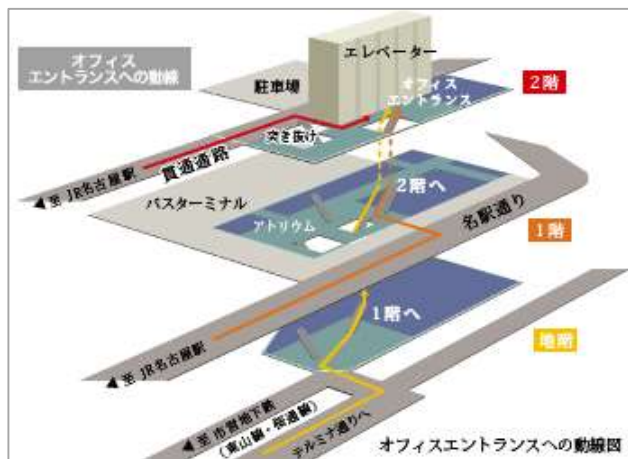 オフィス
エントランスへの動線
エレベーター
駐車場
オフィス
エントランス
2階
突き抜け
貫通通路
◀至 JR名古屋駅
バスターミナル
2階へ
アトリウム
名駅通り
1階
1階へ
◀至 JR名古屋駅
地階
◀至市営地下鉄
(東山線・桜通線)
テルミナ通りへ
オフィスエントランスへの動線図